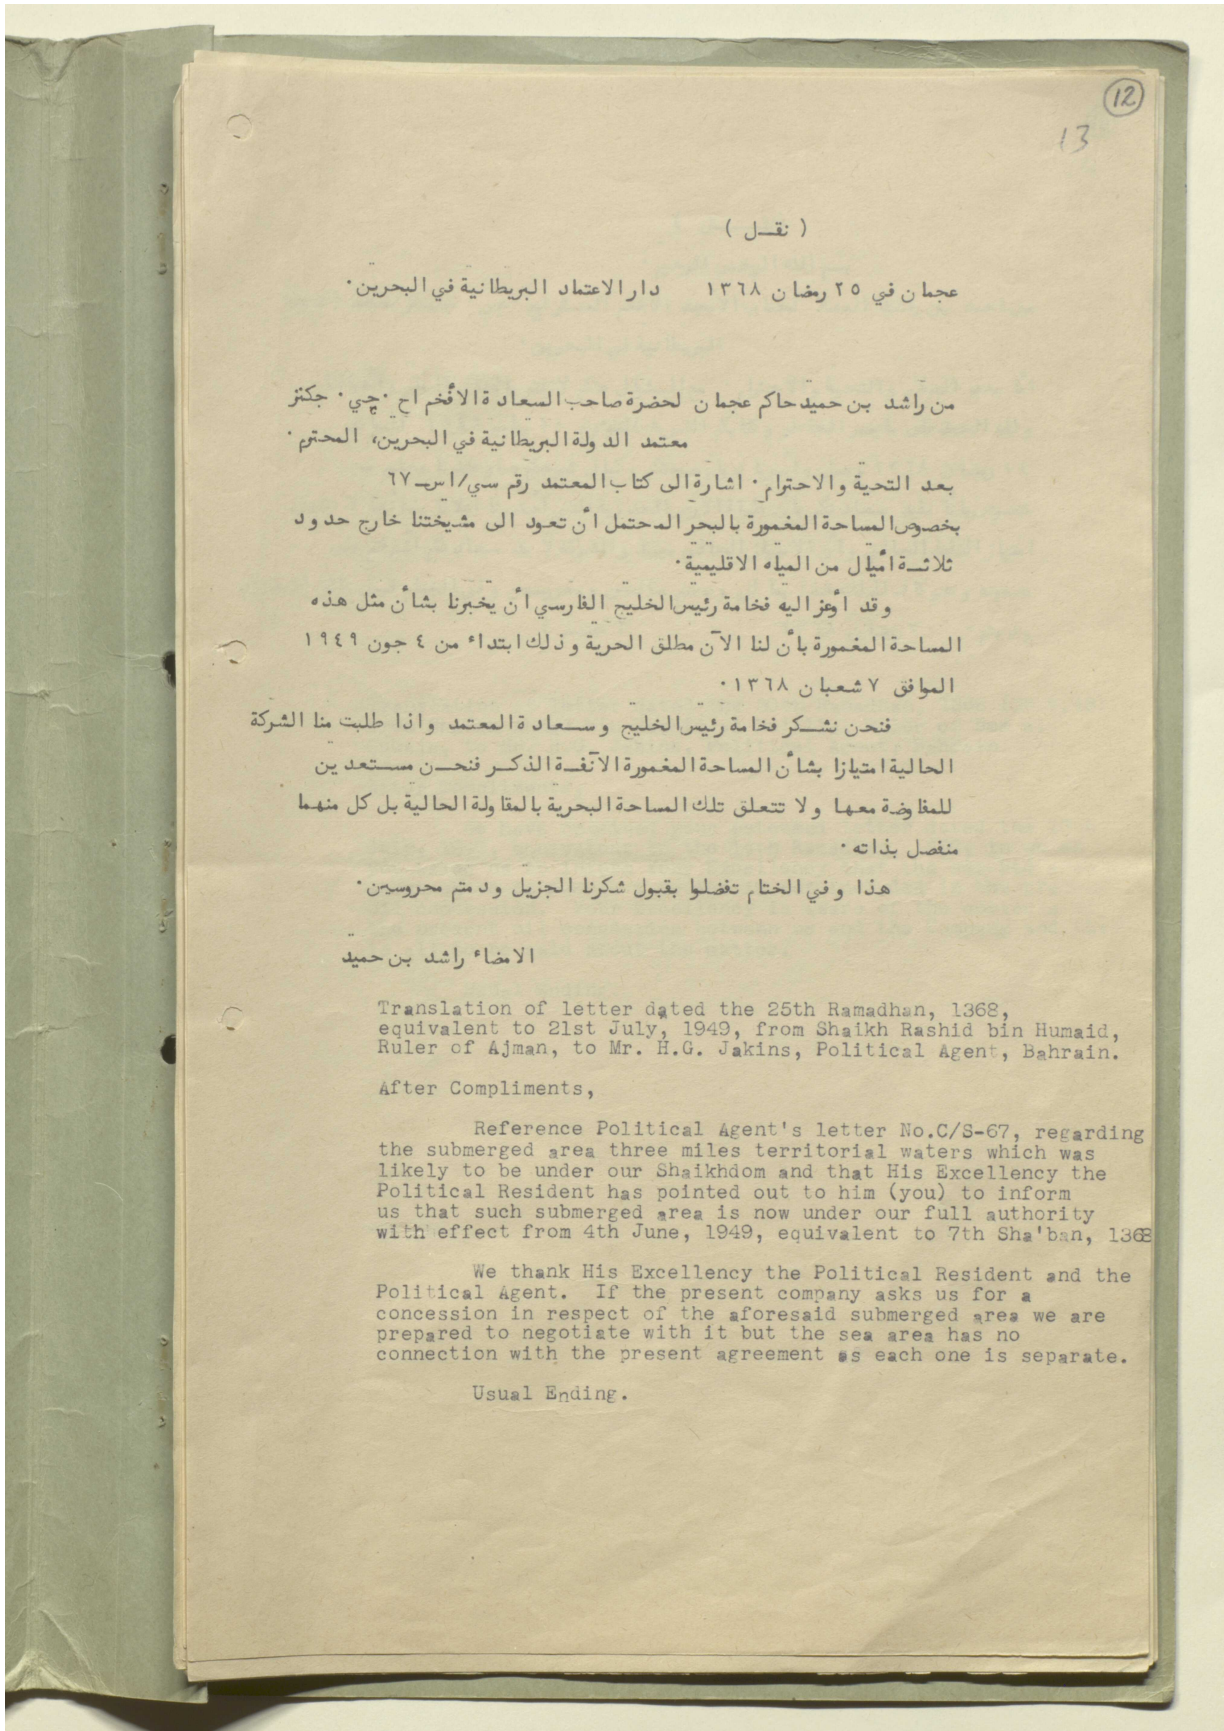 12
13
( نقـل )
عجمان في ٢٥ رمضان ١٣٦٨ دار الاعتماد البريطانية في البحرين.
من راشد بن حميد حاكم عجمان لحضرة صاحب السعادة الأفخم اج. جي. جكنز
معتمد الدولة البريطانية في البحرين، المحترم.
بعد التحية والاحترام. اشارة الى كتاب المعتمد رقم سي/اس-٦٧
بخصوص المساحة المغمورة بالبحر المحتمل أن تعود الى مشيختنا خارج حدود
ثلاثـة أميال من المياه الاقليمية.
وقد أوعز اليه فخامة رئيس الخليج الفارسي أن يخبرنا بشأن مثل هذه
المساحة المغمورة بأن لنا الآن مطلق الحرية وذلك ابتداء من ٤ جون ١٩٤٩
الموافق ٧ شعبان ١٣٦٨.
فنحن نشـكر فخامة رئيس الخليج وسـعادة المعتمد واذا طلبت منا الشركة
الحالية امتيازا بشأن المساحة المغمورة الآنفـة الذكـر فنحـن مسـتعدين
للمفاوضة معهـا ولا تتعلق تلك المساحة البحرية بالمقاولة الحالية بل كل منهما
منفصل بذاته.
هذا وفي الختام تفضلوا بقبول شكرنا الجزيل ودمتم محروسين.
الامضاء راشد بن حميد
Translation of letter dated the 25th Ramadhan, 1368,
equivalent to 21st July, 1949, from Shaikh Rashid bin Humaid,
Ruler of Ajman, to Mr. H.G. Jakins, Political Agent, Bahrain.
After Compliments,
Reference Political Agent's letter No.C/S-67, regarding
the submerged area three miles territorial waters which was
likely to be under our Shaikhdom and that His Excellency the
Political Resident has pointed out to him (you) to inform
us that such submerged area is now under our full authority
with effect from 4th June, 1949, equivalent to 7th Sha'ban, 1368
We thank His Excellency the Political Resident and the
Political Agent. If the present company asks us for a
concession in respect of the aforesaid submerged area we are
prepared to negotiate with it but the sea area has no
connection with the present agreement as each one is separate.
Usual Ending.